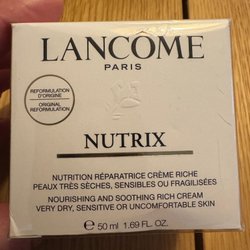 LANCÔME
PARIS
REFORMULATION
D'ORIGINE
ORIGINAL
REFORMULATION
NUTRIX
NUTRITION RÉPARATRICE CRÈME RICHE
PEAUX TRÈS SÈCHES, SENSIBLES OU FRAGILISÉES
NOURISHING AND SOOTHING RICH CREAM
VERY DRY, SENSITIVE OR UNCOMFORTABLE SKIN
℮ 50 ml 1.69 FL. OZ.